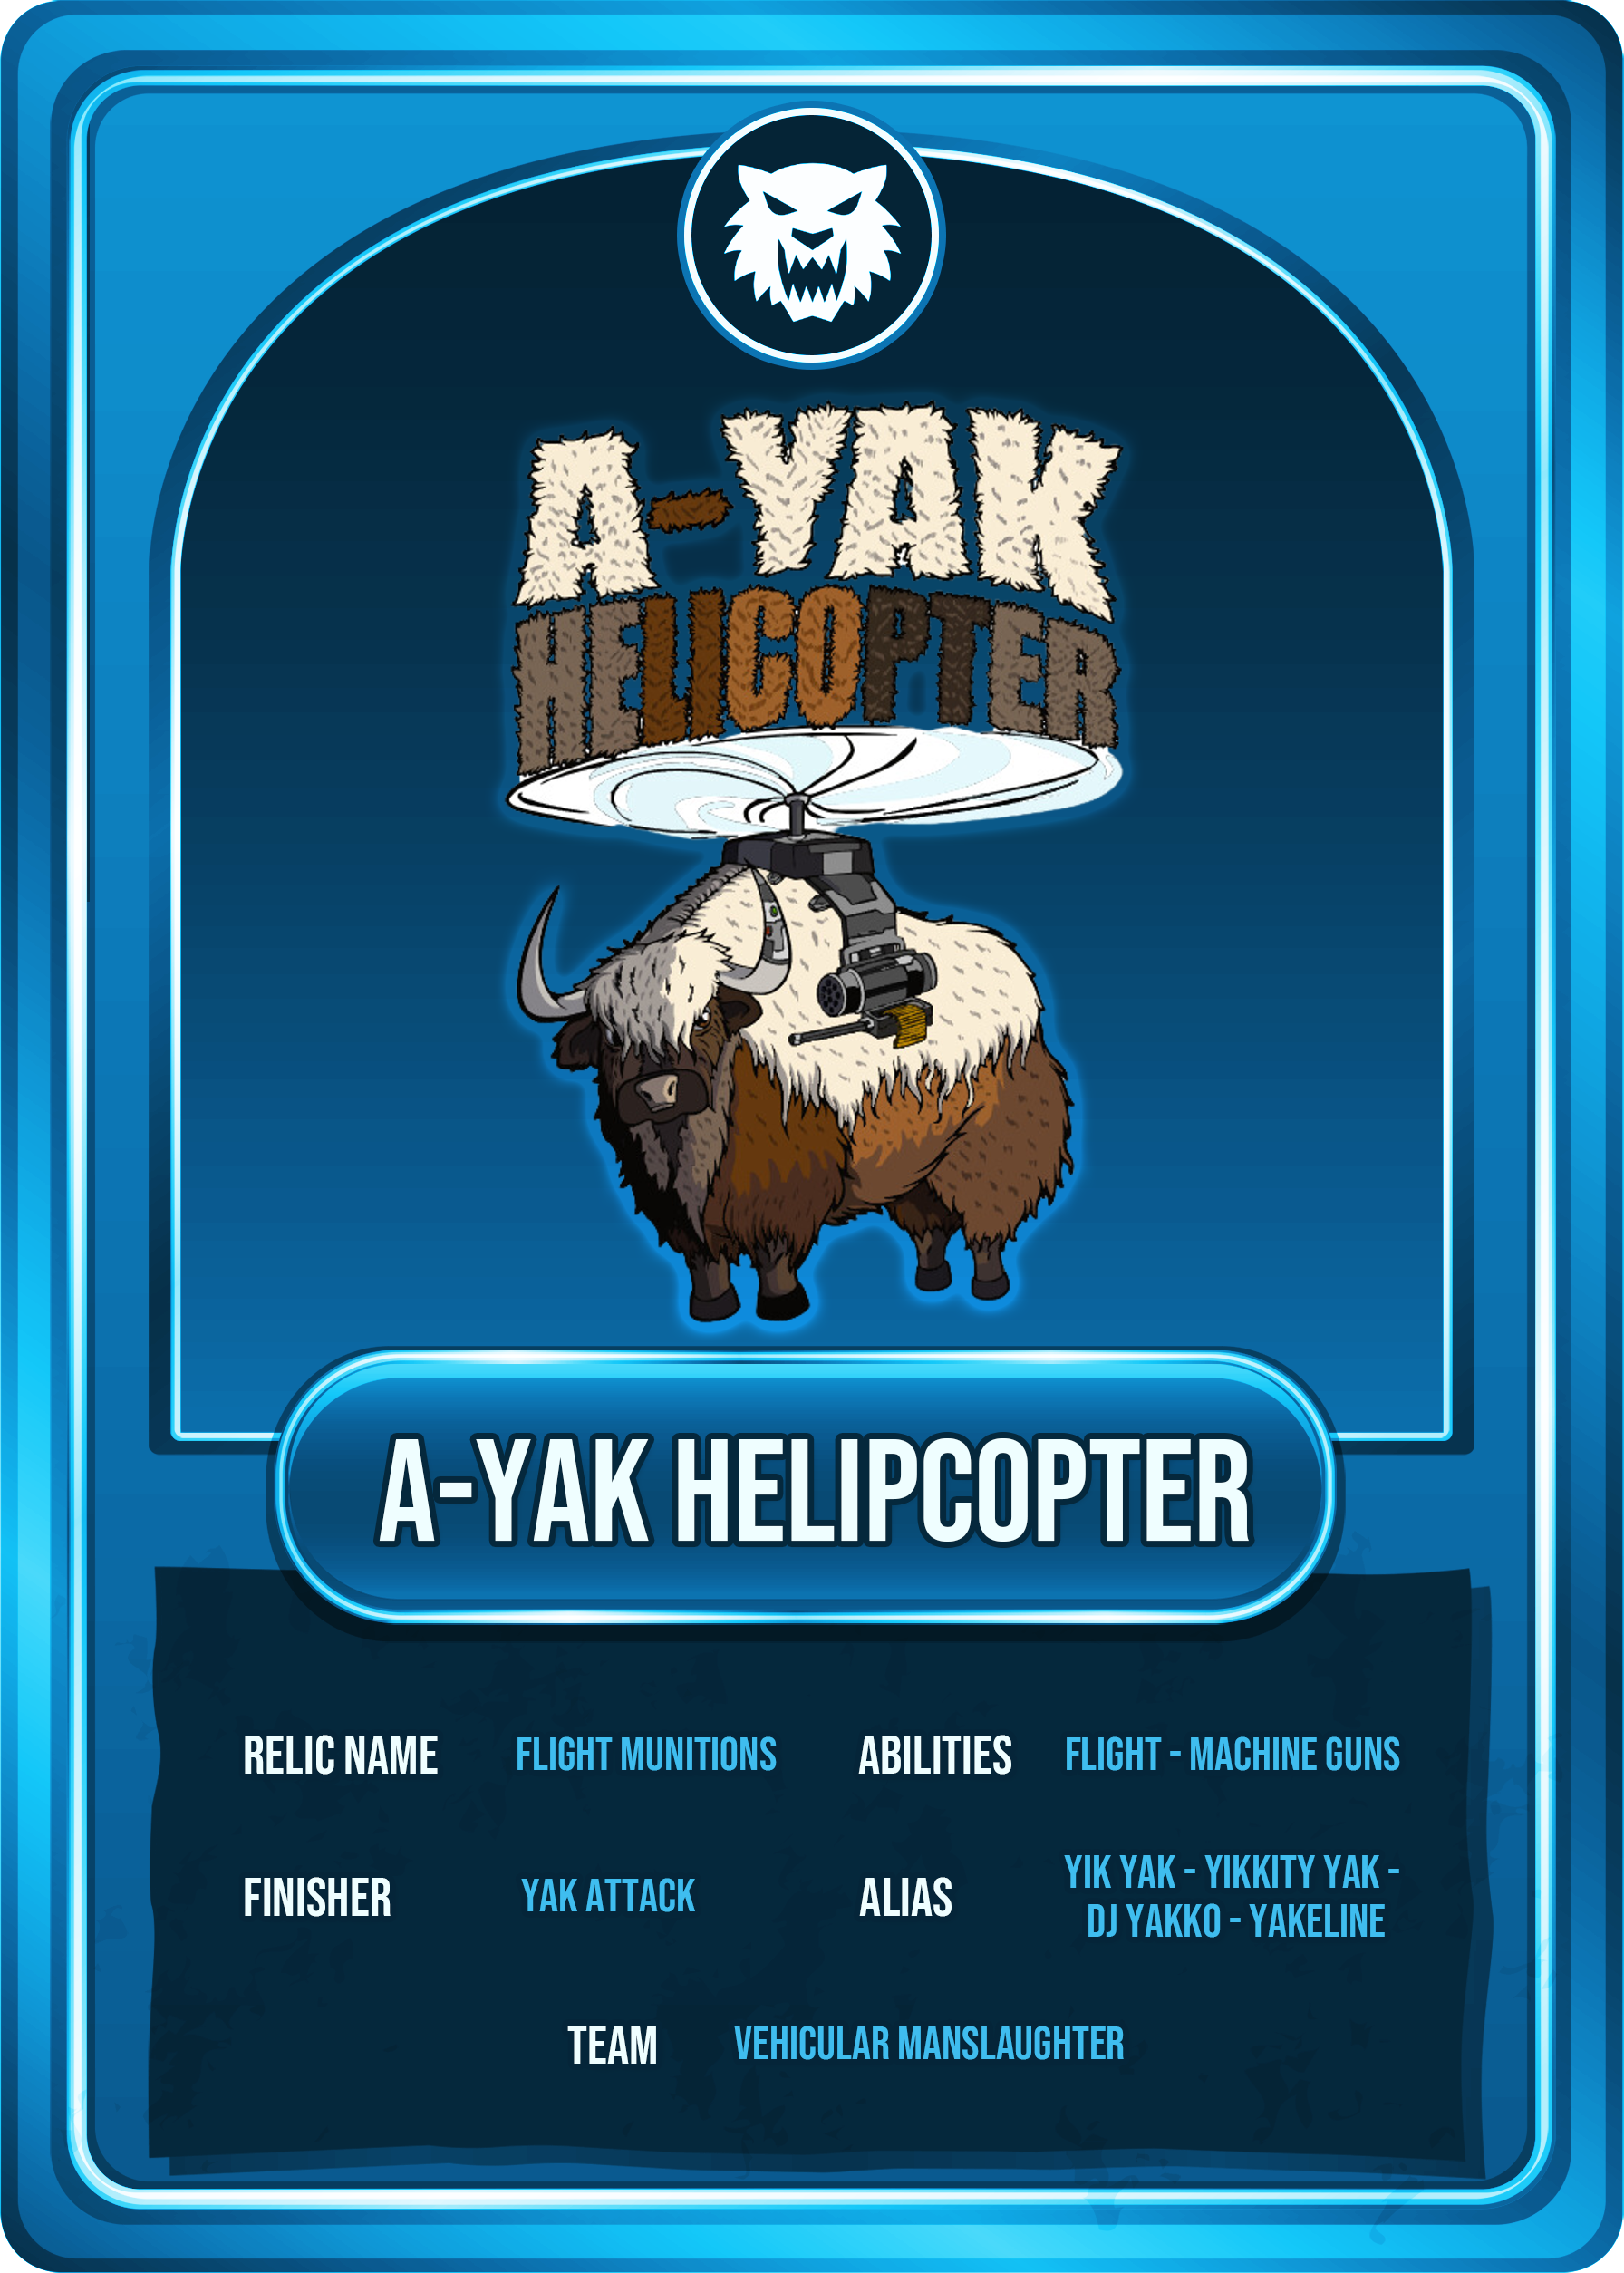 A-YAK
HELICOPTER
A-YAK HELIPCOPTER
RELIC NAME FLIGHT MUNITIONS ABILITIES FLIGHT - MACHINE GUNS
FINISHER YAK ATTACK ALIAS YIK YAK - YIKKITY YAK -
DJ YAKKO - YAKELINE
TEAM VEHICULAR MANSLAUGHTER